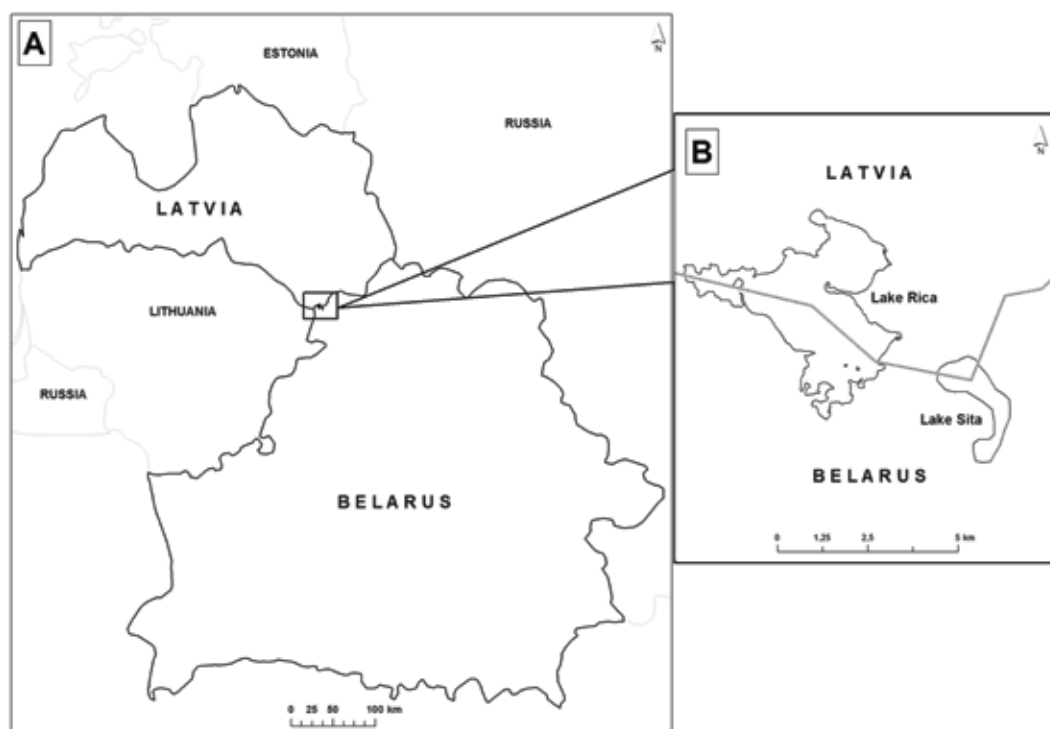 A
N
ESTONIA
RUSSIA
LATVIA
LITHUANIA
RUSSIA
BELARUS
0 25 50 100 km
B
N
LATVIA
Lake Rica
Lake Sita
BELARUS
0 1,25 2,5 5 km